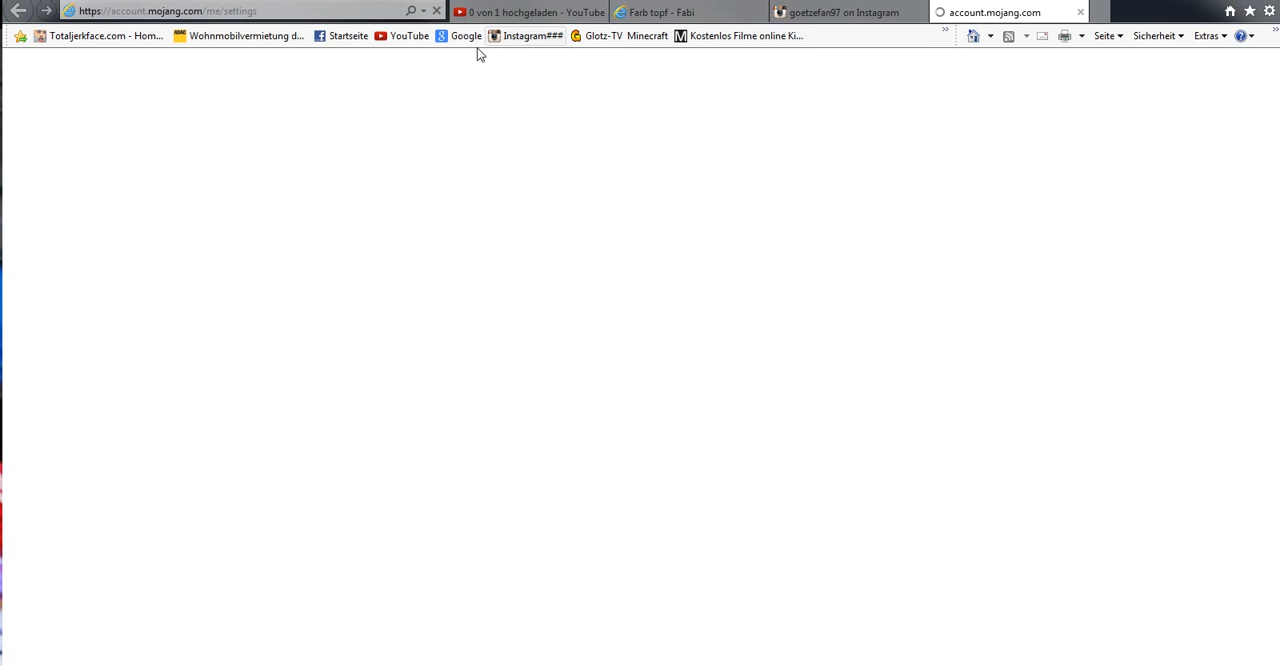 https://account.mojang.com/me/settings 0 von 1 hochgeladen - YouTube Farb topf - Fabi goetzefan97 on Instagram account.mojang.com
Totaljerkface.com - Hom... Wohnmobilvermietung d... Startseite YouTube Google Instagram### Glotz-TV Minecraft Kostenlos Filme online Ki... Seite Sicherheit Extras